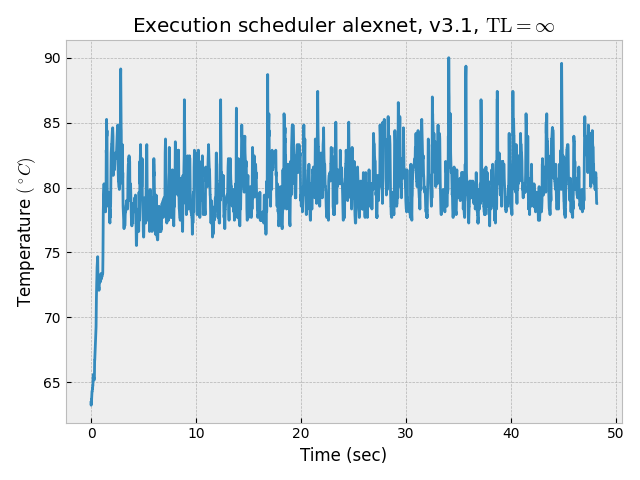 Execution scheduler alexnet, v3.1, TL = ∞
90
85
80
75
70
65
Temperature (°C)
0 10 20 30 40 50
Time (sec)